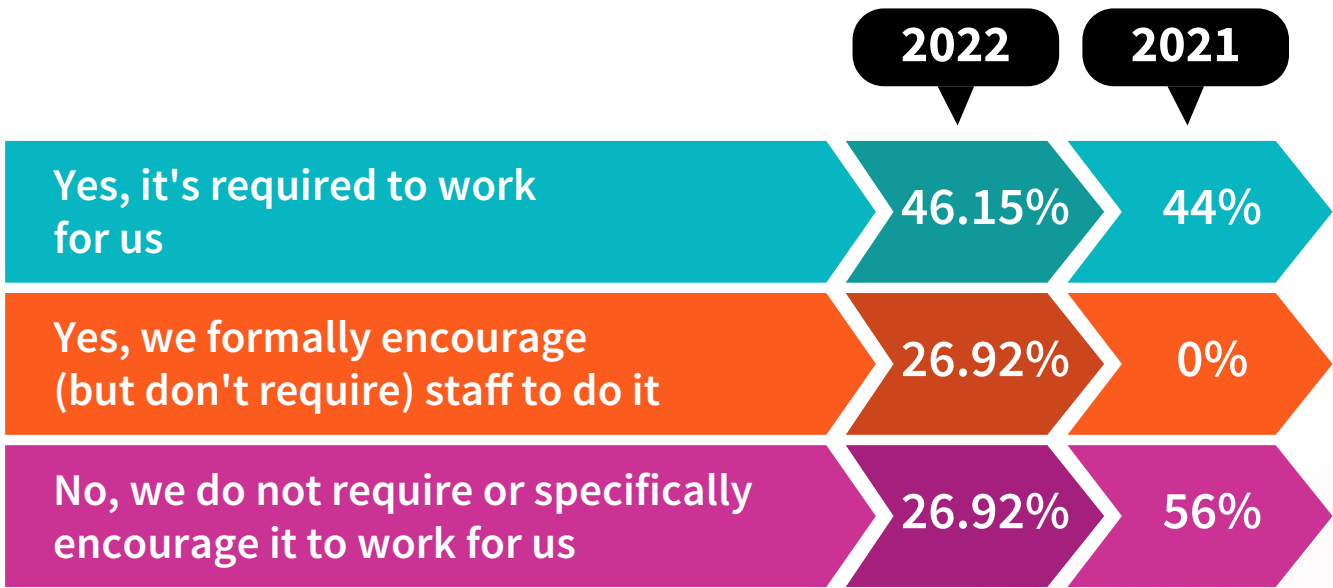 2022 2021
Yes, it's required to work
for us
46.15% 44%
Yes, we formally encourage
(but don't require) staff to do it
26.92% 0%
No, we do not require or specifically
encourage it to work for us
26.92% 56%